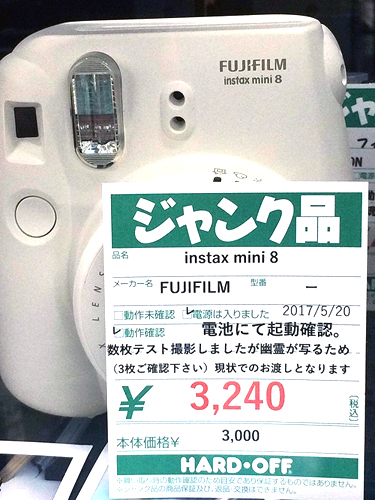 FUJIFILM
instax mini 8
ジャンク品
品名
instax mini 8
メーカー名 FUJIFILM 型番 ー
□動作未確認 ☑電源は入りました 2017/5/20
☑動作確認 電池にて起動確認。
数枚テスト撮影しましたが幽霊が写るため
(3枚ご確認下さい) 現状でのお渡しとなります
¥ 3,240 [税込]
本体価格¥ 3,000
HARD・OFF
LENS